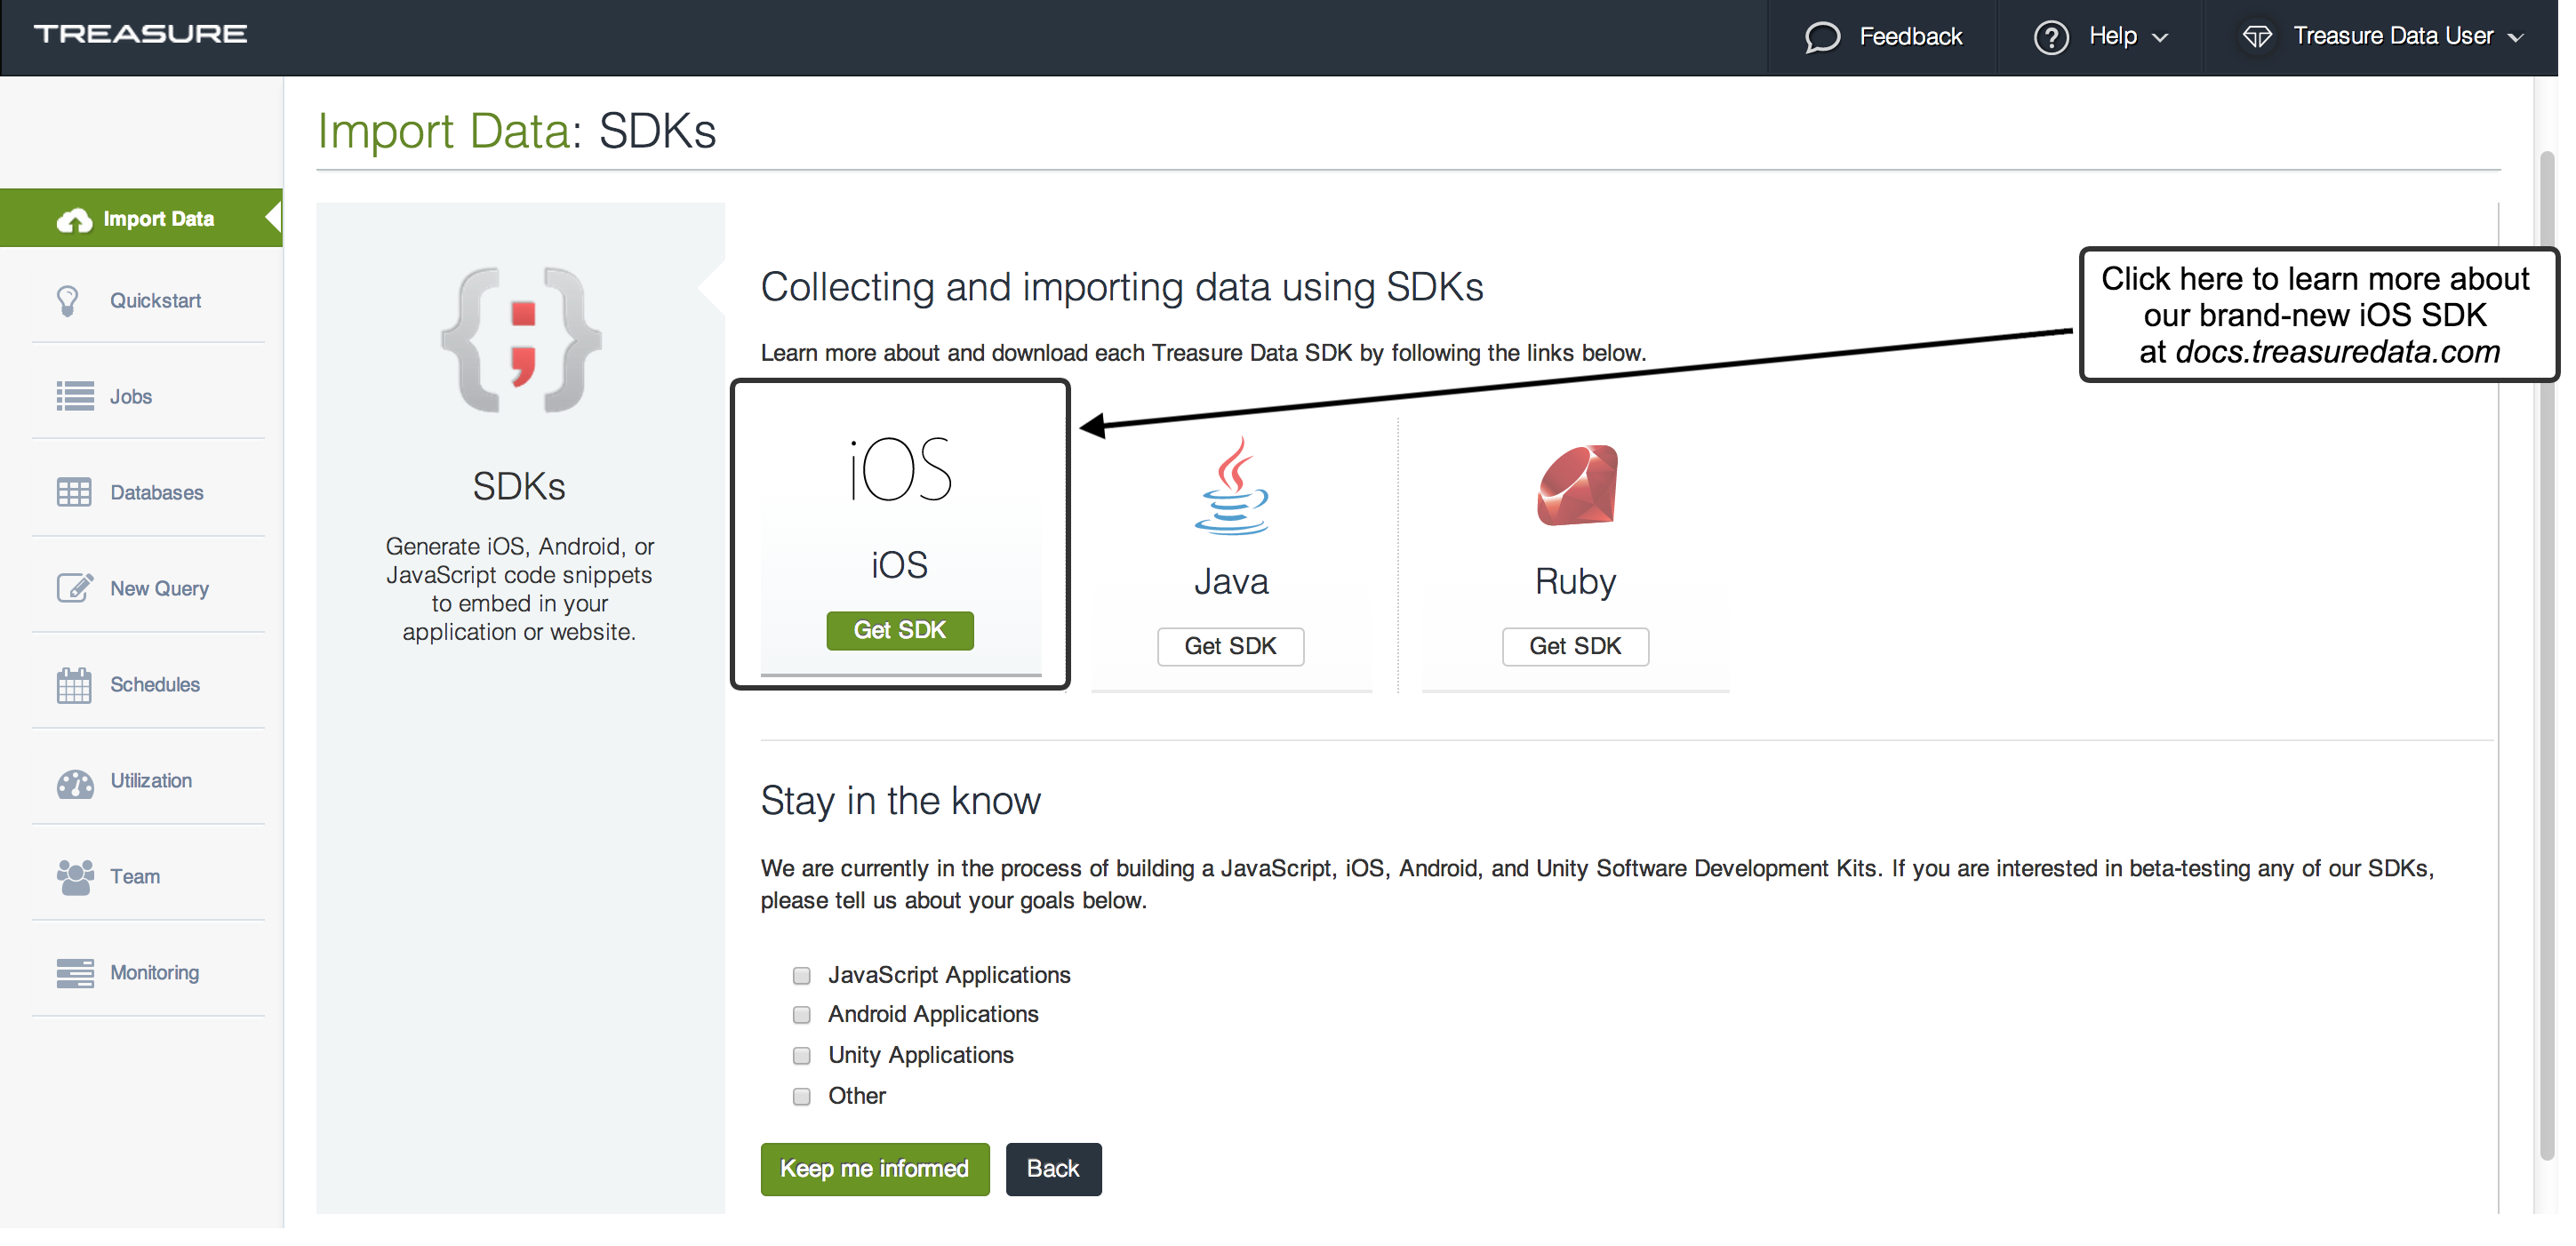 TREASURE
Feedback
Help
Treasure Data User
Import Data: SDKs
Import Data
Quickstart
Jobs
Databases
New Query
Schedules
Utilization
Team
Monitoring
SDKs
Generate iOS, Android, or
JavaScript code snippets
to embed in your
application or website.
Collecting and importing data using SDKs
Learn more about and download each Treasure Data SDK by following the links below.
Click here to learn more about
our brand-new iOS SDK
at docs.treasuredata.com
iOS
iOS
Get SDK
Java
Get SDK
Ruby
Get SDK
Stay in the know
We are currently in the process of building a JavaScript, iOS, Android, and Unity Software Development Kits. If you are interested in beta-testing any of our SDKs,
please tell us about your goals below.
JavaScript Applications
Android Applications
Unity Applications
Other
Keep me informed
Back